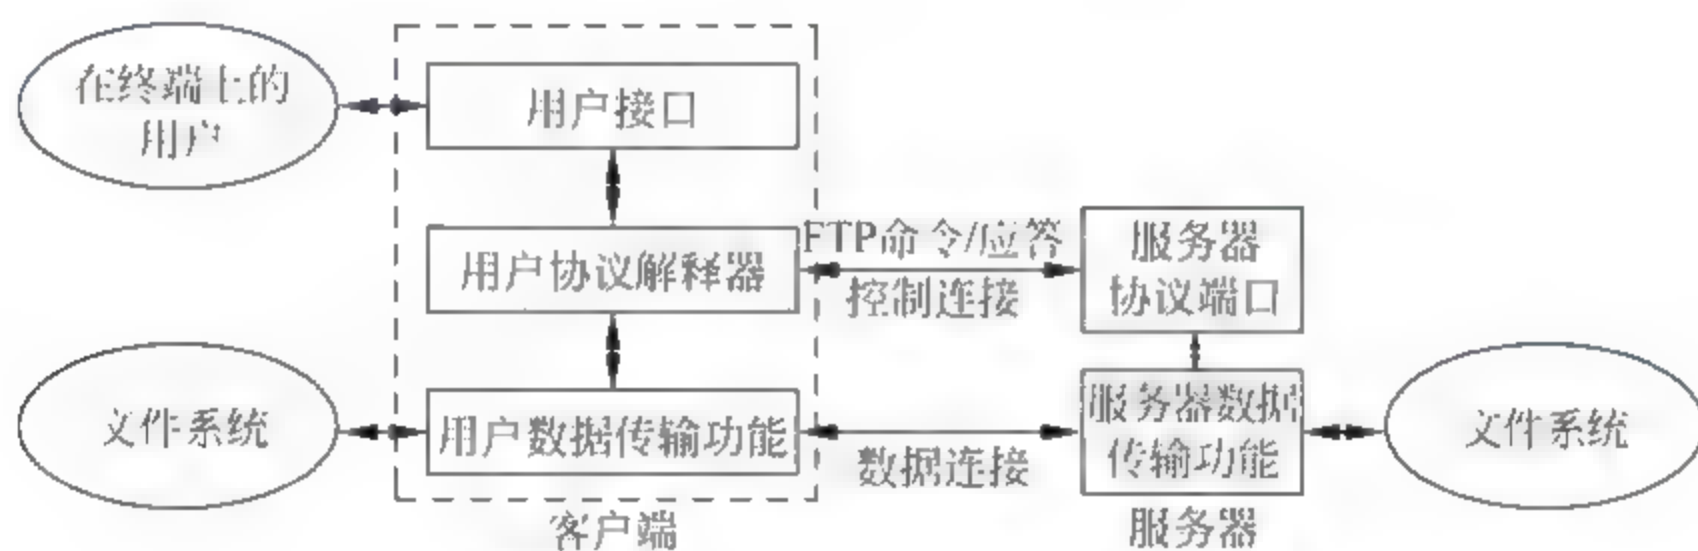 在终端上的
用户
用户接口
用户协议解释器
FTP命令/应答
控制连接
服务器
协议端口
文件系统
用户数据传输功能
数据连接
服务器数据
传输功能
文件系统
客户端
服务器